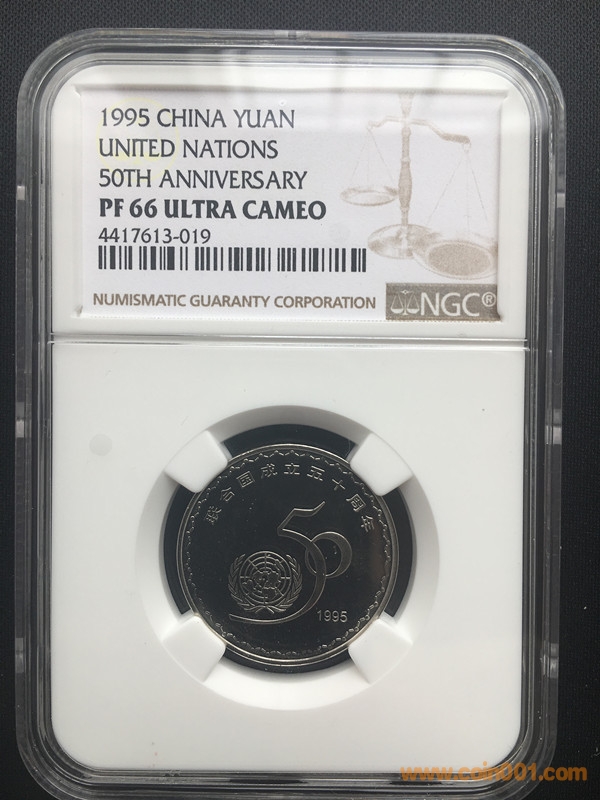 1995 CHINA YUAN
UNITED NATIONS
50TH ANNIVERSARY
PF 66 ULTRA CAMEO
4417613-019
NUMISMATIC GUARANTY CORPORATION NGC®
联合国成立五十周年
50
1995
www.coin001.com